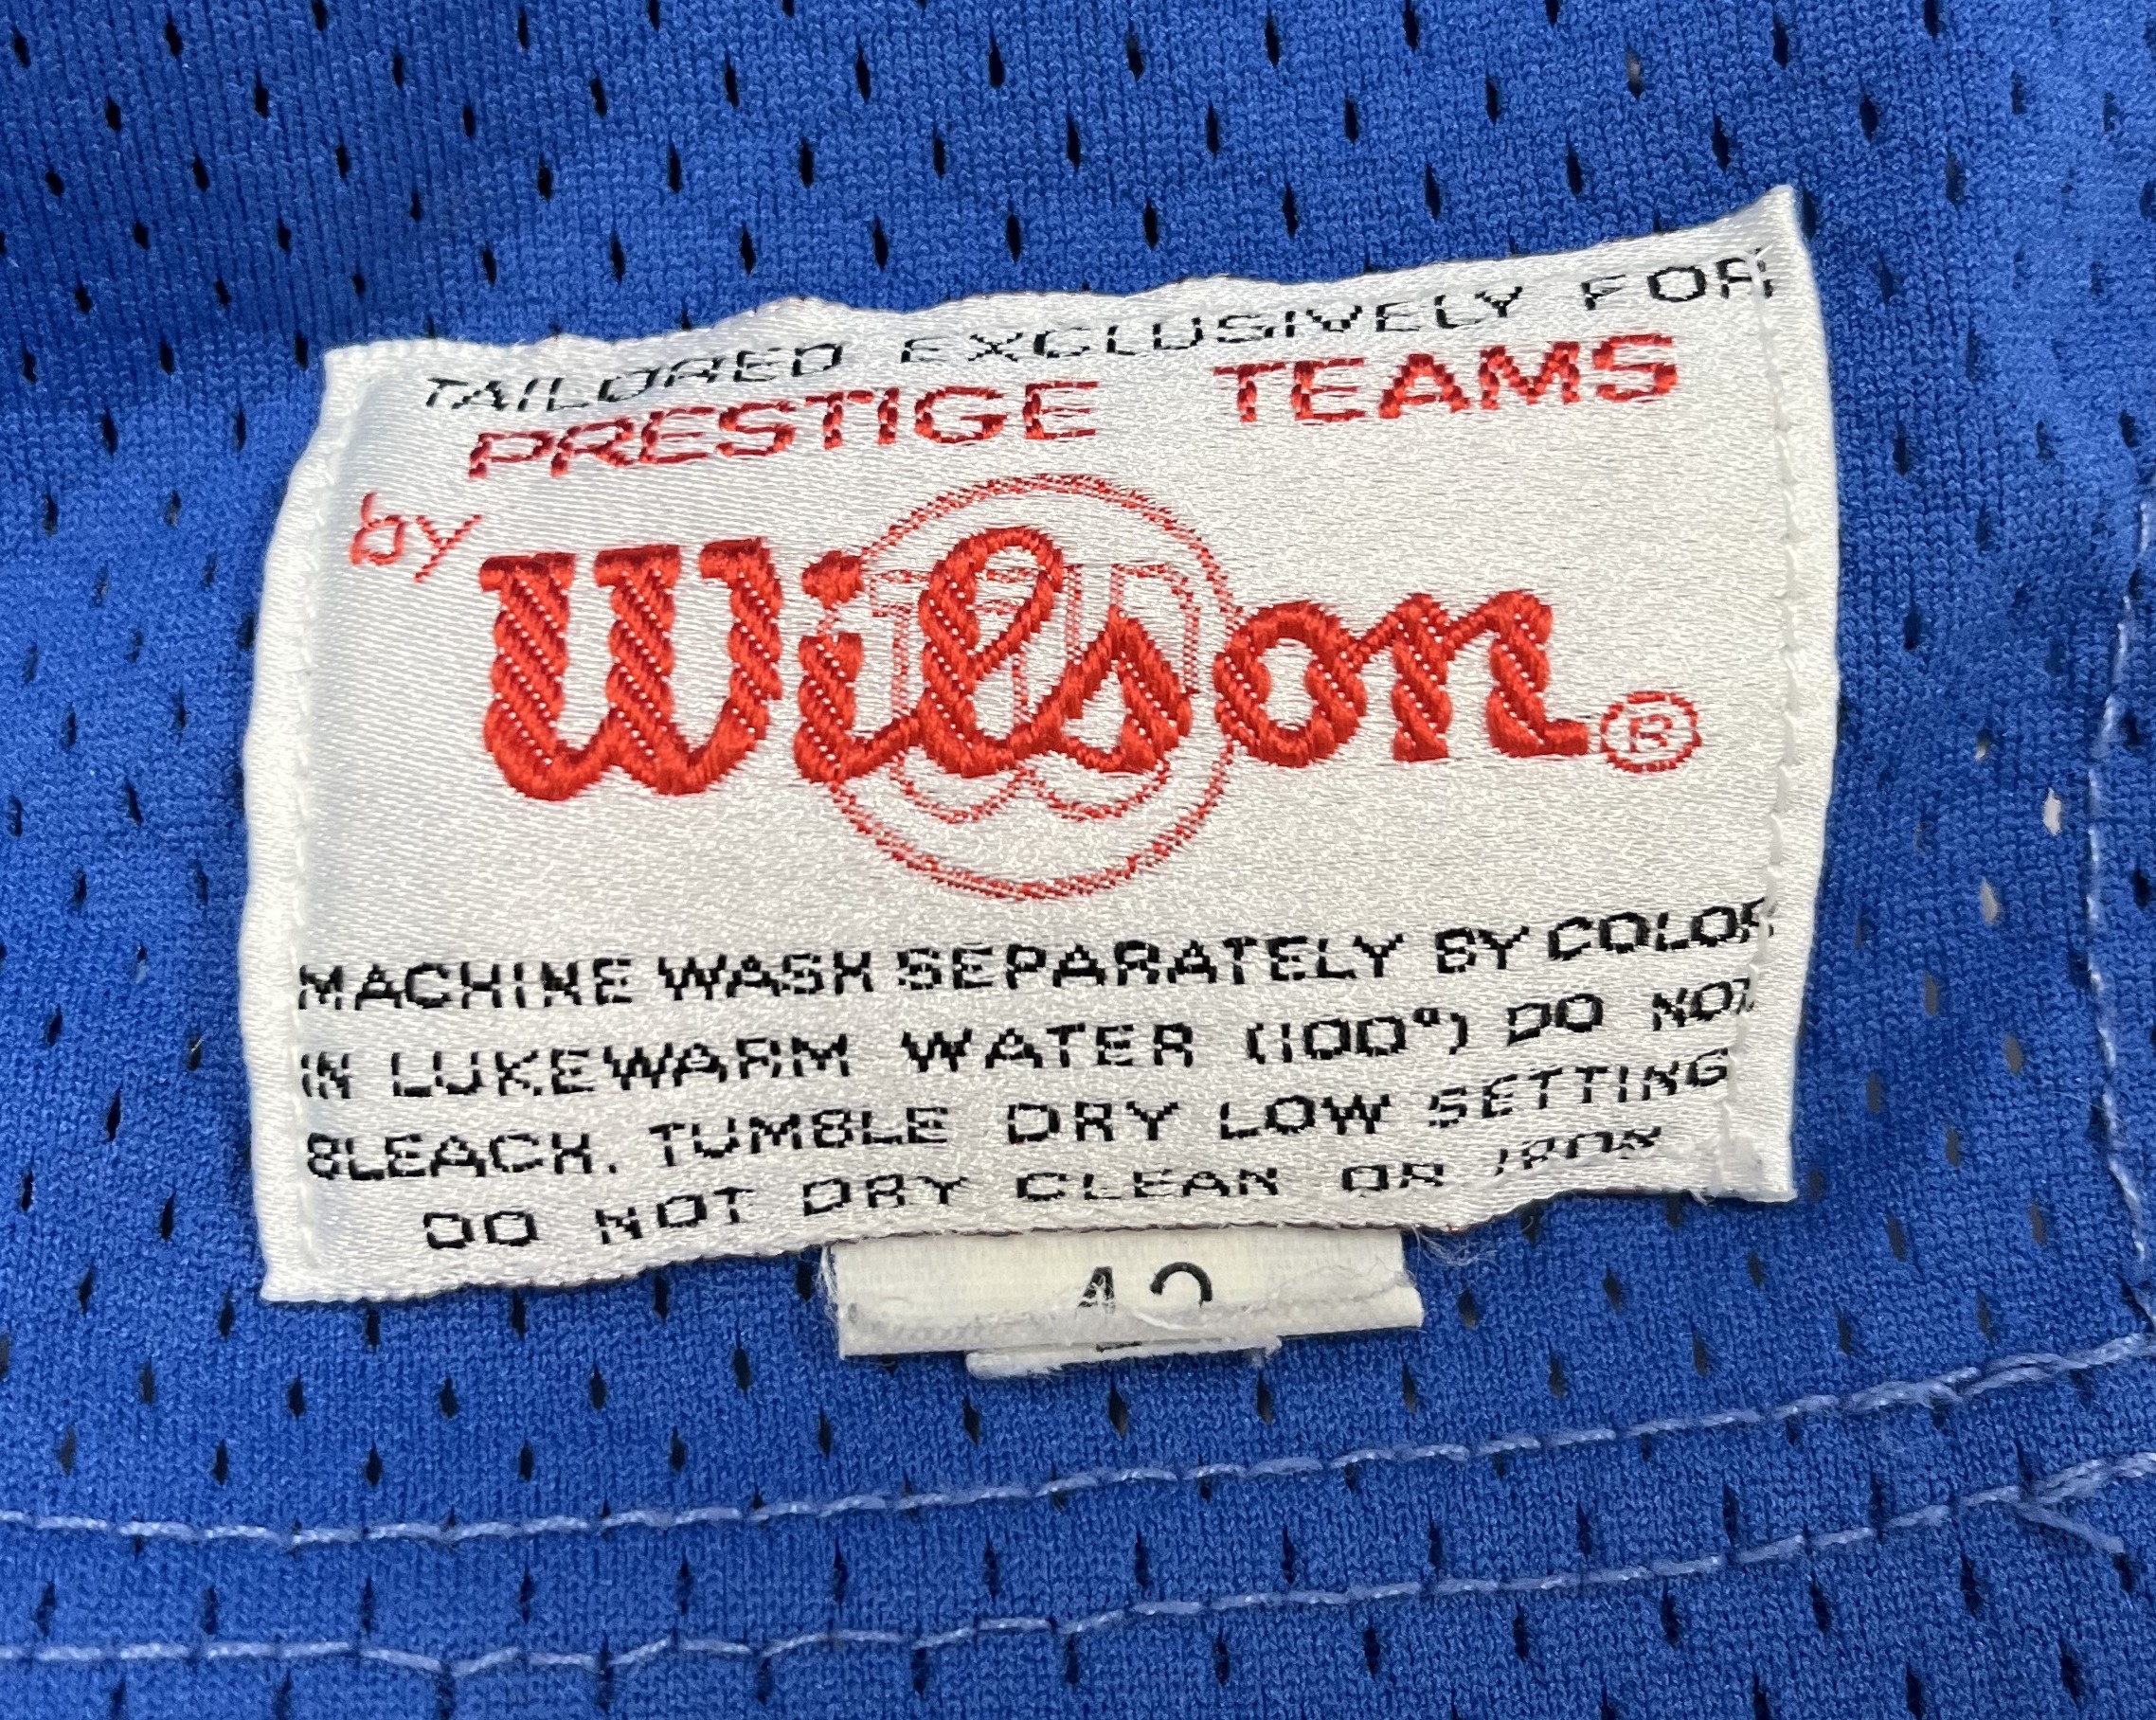 TAILORED EXCLUSIVELY FOR
PRESTIGE TEAMS
by Wilson ®
MACHINE WASH SEPARATELY BY COLOR
IN LUKEWARM WATER (100°) DO NOT
BLEACH. TUMBLE DRY LOW SETTING
DO NOT DRY CLEAN OR IRON
42